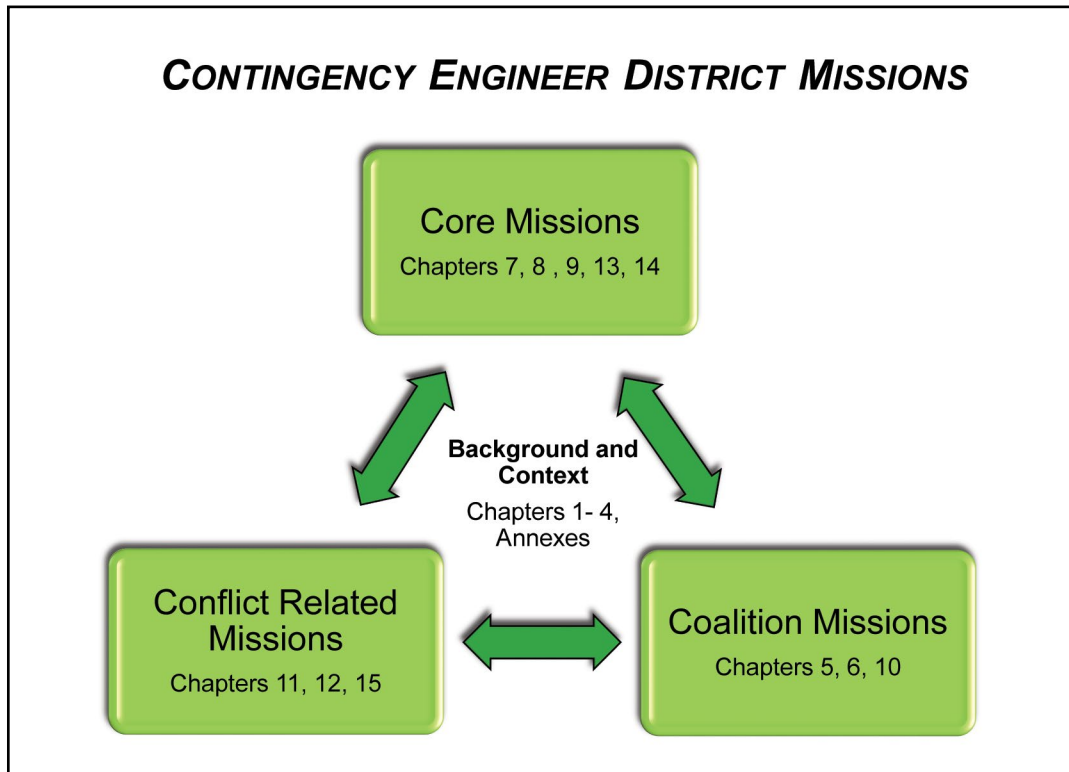 CONTINGENCY ENGINEER DISTRICT MISSIONS
Core Missions
Chapters 7, 8 , 9, 13, 14
Background and
Context
Chapters 1- 4,
Annexes
Conflict Related
Missions
Chapters 11, 12, 15
Coalition Missions
Chapters 5, 6, 10